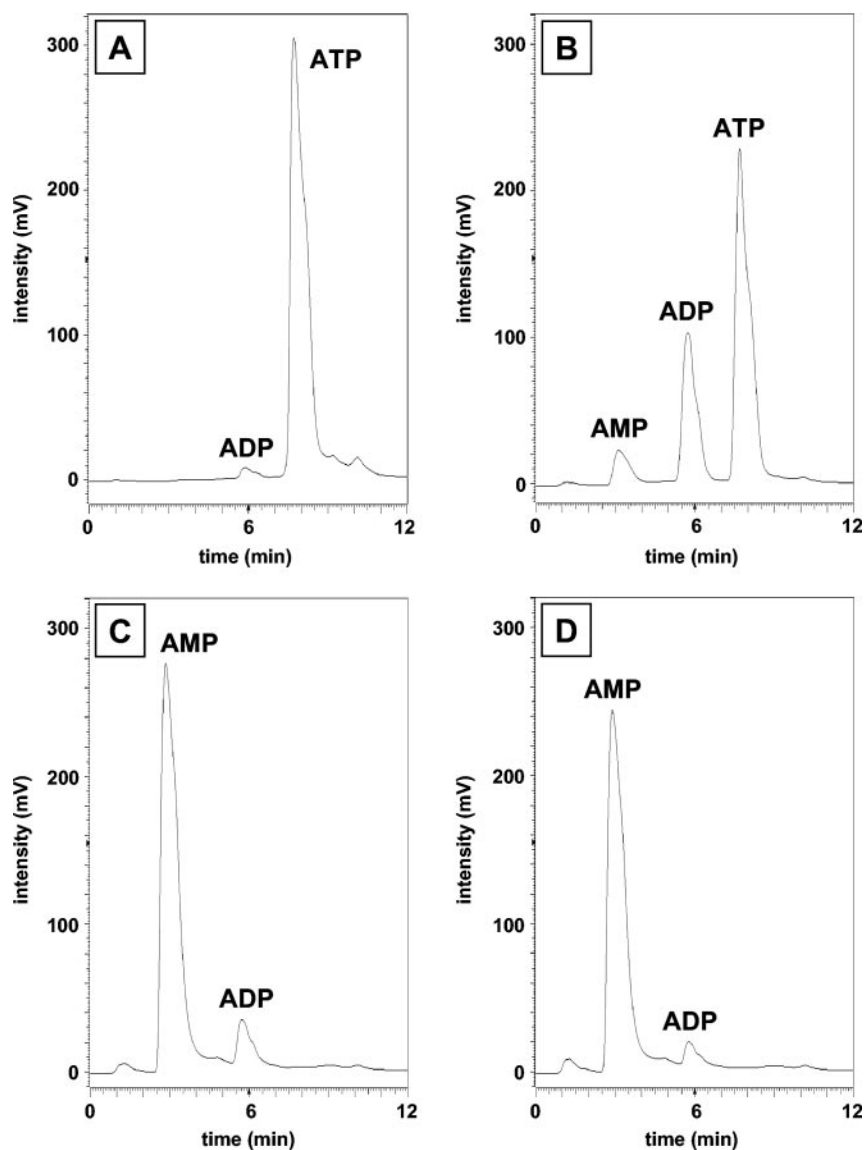 A
ATP
ADP
300
200
100
0
intensity (mV)
0
6
12
time (min)
B
ATP
ADP
AMP
300
200
100
0
intensity (mV)
0
6
12
time (min)
C
AMP
ADP
300
200
100
0
intensity (mV)
0
6
12
time (min)
D
AMP
ADP
300
200
100
0
intensity (mV)
0
6
12
time (min)